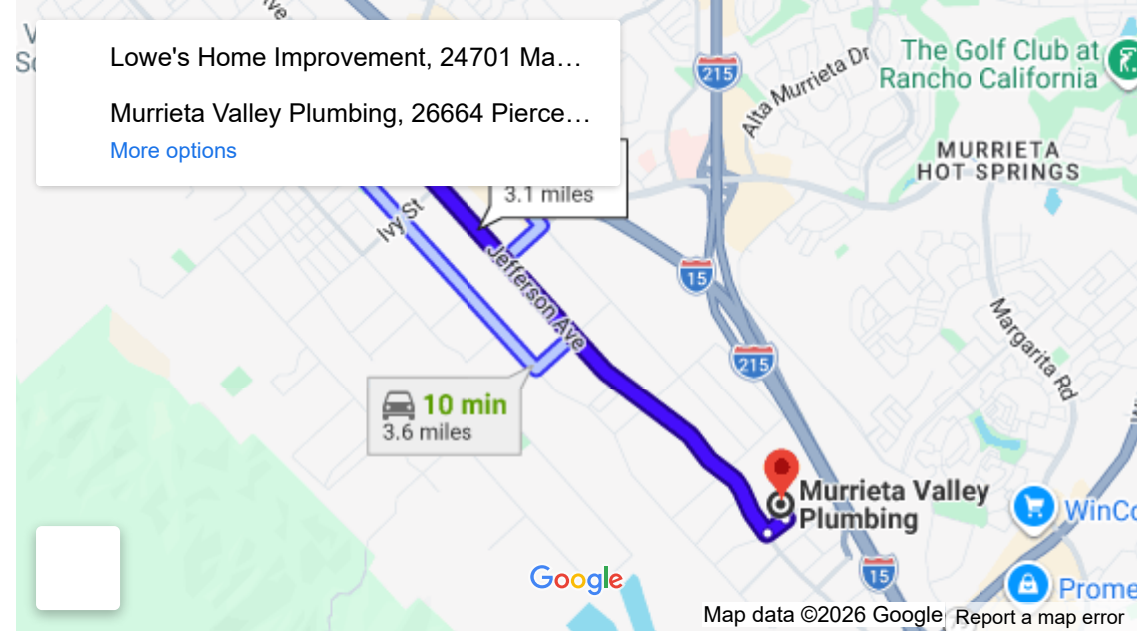 Lowe's Home Improvement, 24701 Ma…
Murrieta Valley Plumbing, 26664 Pierce…
More options
3.1 miles
Ivy St
Jefferson Ave
10 min
3.6 miles
215
Alta Murrieta Dr
The Golf Club at
Rancho California
MURRIETA
HOT SPRINGS
15
215
Margarita Rd
Murrieta Valley
Plumbing
WinCo
15
Prome
Google
Map data ©2026 Google
Report a map error